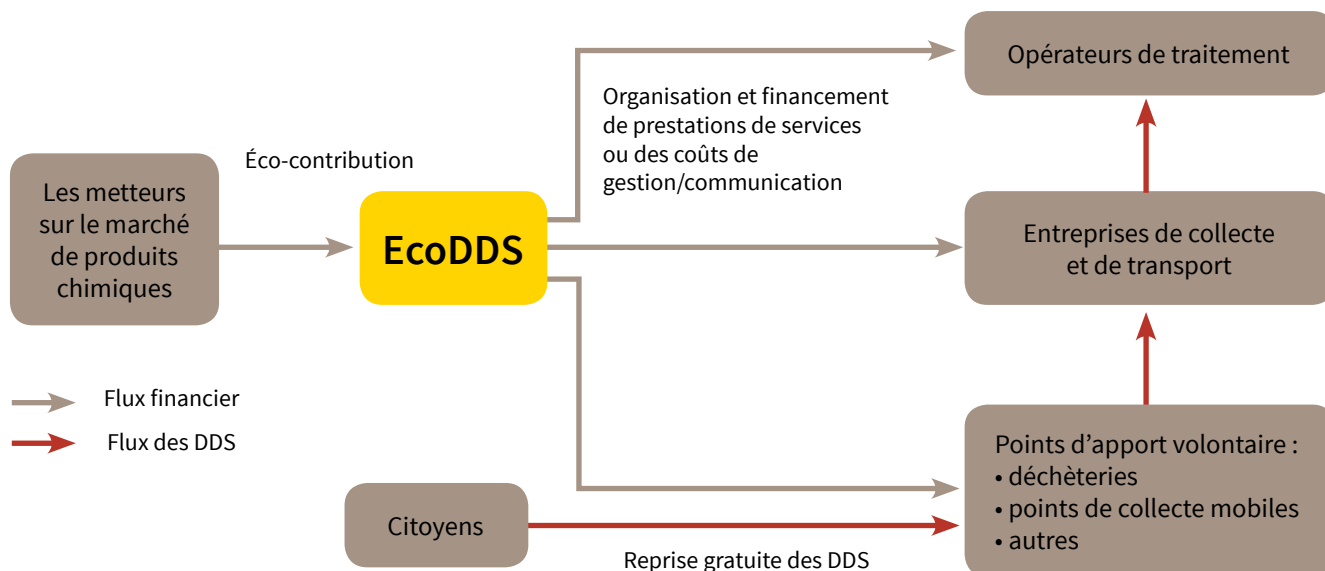 Opérateurs de traitement
Organisation et financement
de prestations de services
ou des coûts de
gestion/communication
Éco-contribution
Les metteurs
sur le marché
de produits
chimiques
EcoDDS
Entreprises de collecte
et de transport
Flux financier
Flux des DDS
Points d'apport volontaire :
• déchèteries
• points de collecte mobiles
• autres
Citoyens
Reprise gratuite des DDS